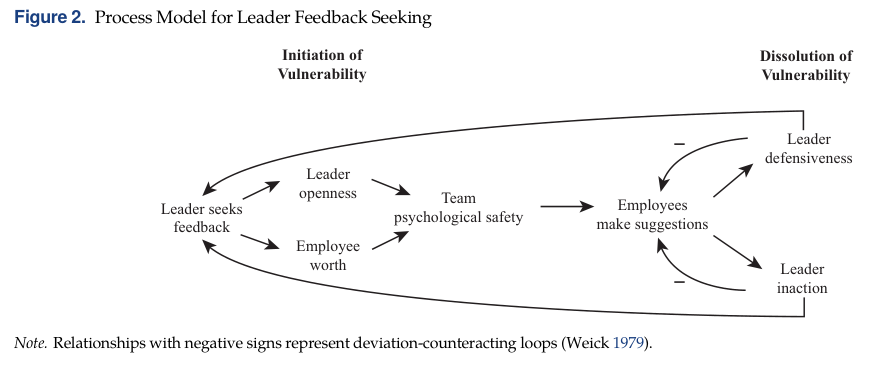 Figure 2. Process Model for Leader Feedback Seeking
Initiation of
Vulnerability
Dissolution of
Vulnerability
Leader seeks
feedback
Leader
openness
Employee
worth
Team
psychological safety
Employees
make suggestions
–
Leader
defensiveness
–
Leader
inaction
Note. Relationships with negative signs represent deviation-counteracting loops (Weick 1979).